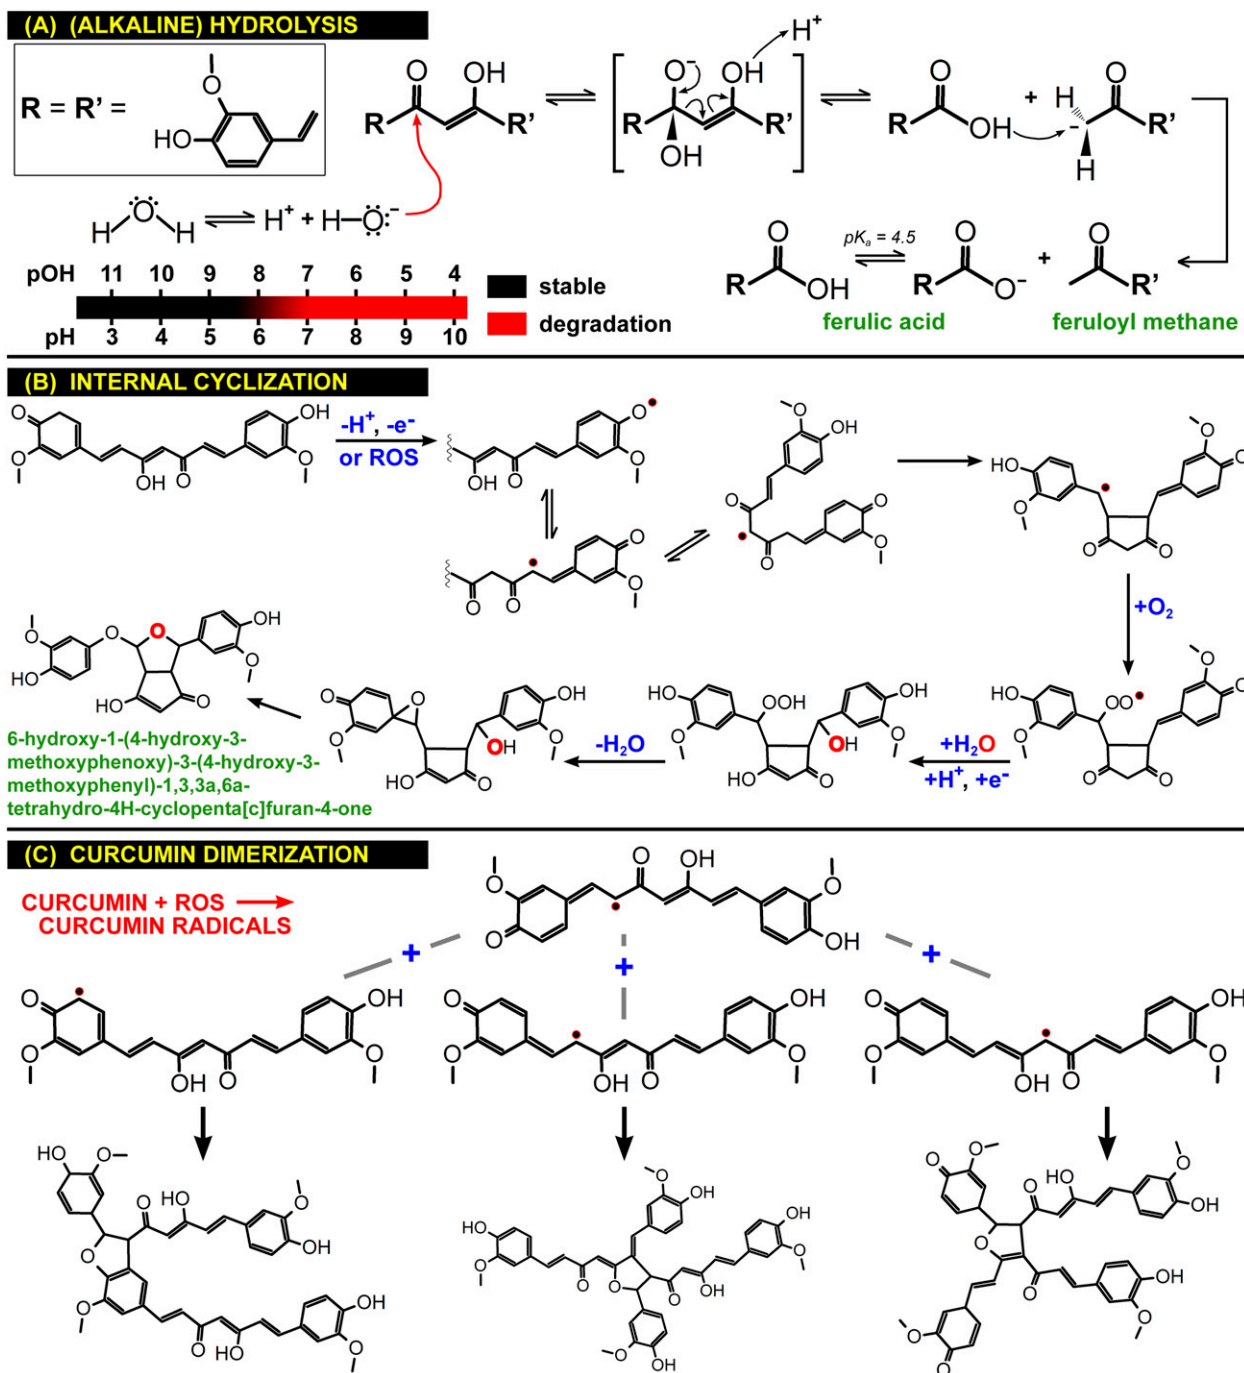 (A) (ALKALINE) HYDROLYSIS
R = R' =
O
HO
O
OH
R
R'
O⁻
OH
H⁺
R
R'
OH
O
R
OH
+
H
H
O
R'
H
O
H
⇌ H⁺ + H–O:⁻
pOH 11 10 9 8 7 6 5 4
pH 3 4 5 6 7 8 9 10
stable
degradation
O
R
OH
pKₐ = 4.5
O
R
O⁻
+
O
R'
ferulic acid
feruloyl methane
(B) INTERNAL CYCLIZATION
O
O
OH
O
OH
O
-H⁺, -e⁻
or ROS
OH
O
O
O
O
O
O
O
O
OH
O
O
O
O
HO
O
O
O
O
O
+O₂
HO
O
OO
O
O
O
O
+H₂O
+H⁺, +e⁻
HO
O
OOH
OH
O
OH
HO
O
-H₂O
O
O
O
OH
O
OH
HO
O
O
HO
O
O
OH
O
HO
O
6-hydroxy-1-(4-hydroxy-3-
methoxyphenoxy)-3-(4-hydroxy-3-
methoxyphenyl)-1,3,3a,6a-
tetrahydro-4H-cyclopenta[c]furan-4-one
(C) CURCUMIN DIMERIZATION
CURCUMIN + ROS
CURCUMIN RADICALS
O
O
O
OH
O
OH
+
+
+
O
O
OH
O
OH
O
O
O
OH
O
OH
O
O
O
OH
O
OH
O
HO
O
O
OH
O
OH
O
O
O
HO
OH
O
HO
O
O
O
O
OH
O
OH
OH
O
O
OH
O
O
O
OH
O
OH
O
O
O
OH
O
O
O